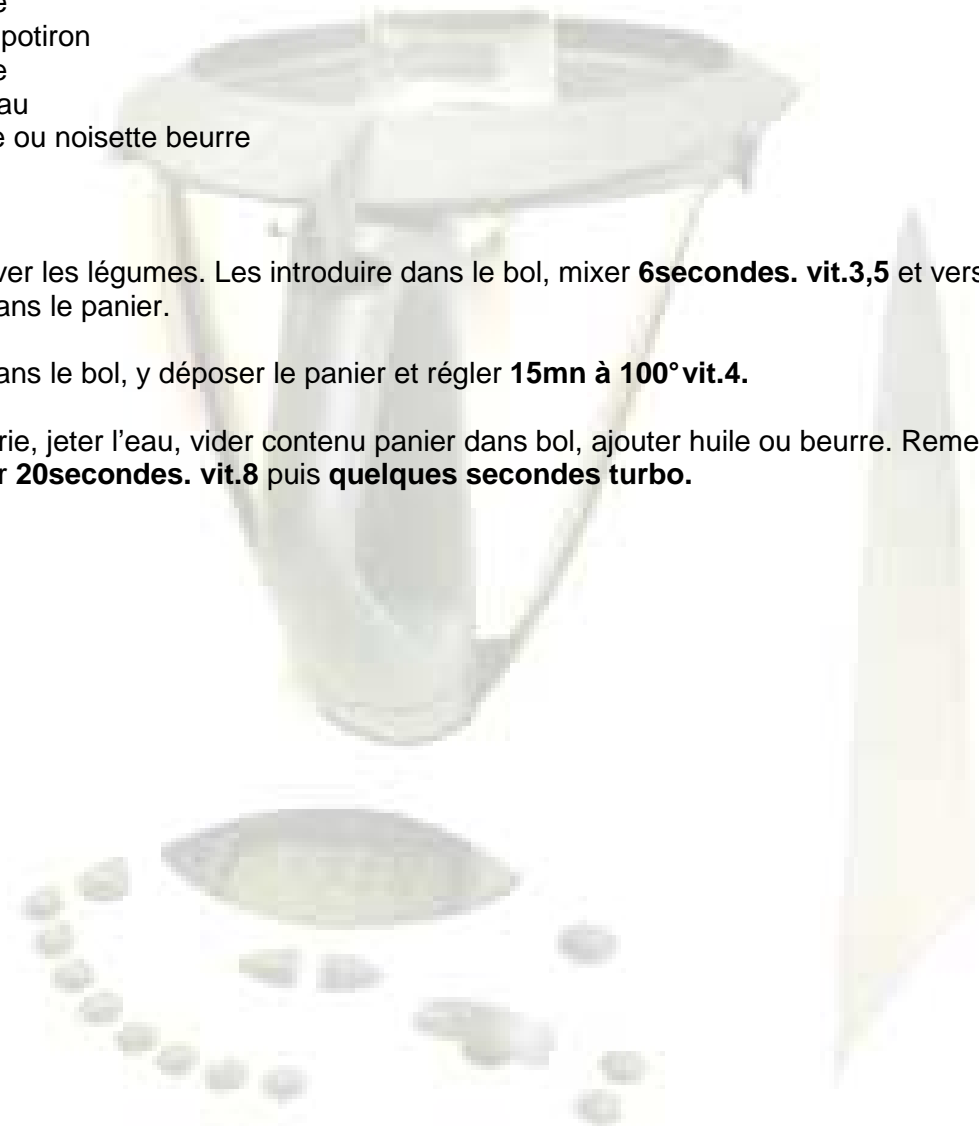 e
potiron
e
au
e ou noisette beurre
ver les légumes. Les introduire dans le bol, mixer 6secondes. vit.3,5 et vers
ans le panier.
ans le bol, y déposer le panier et régler 15mn à 100° vit.4.
rie, jeter l'eau, vider contenu panier dans bol, ajouter huile ou beurre. Reme
r 20secondes. vit.8 puis quelques secondes turbo.